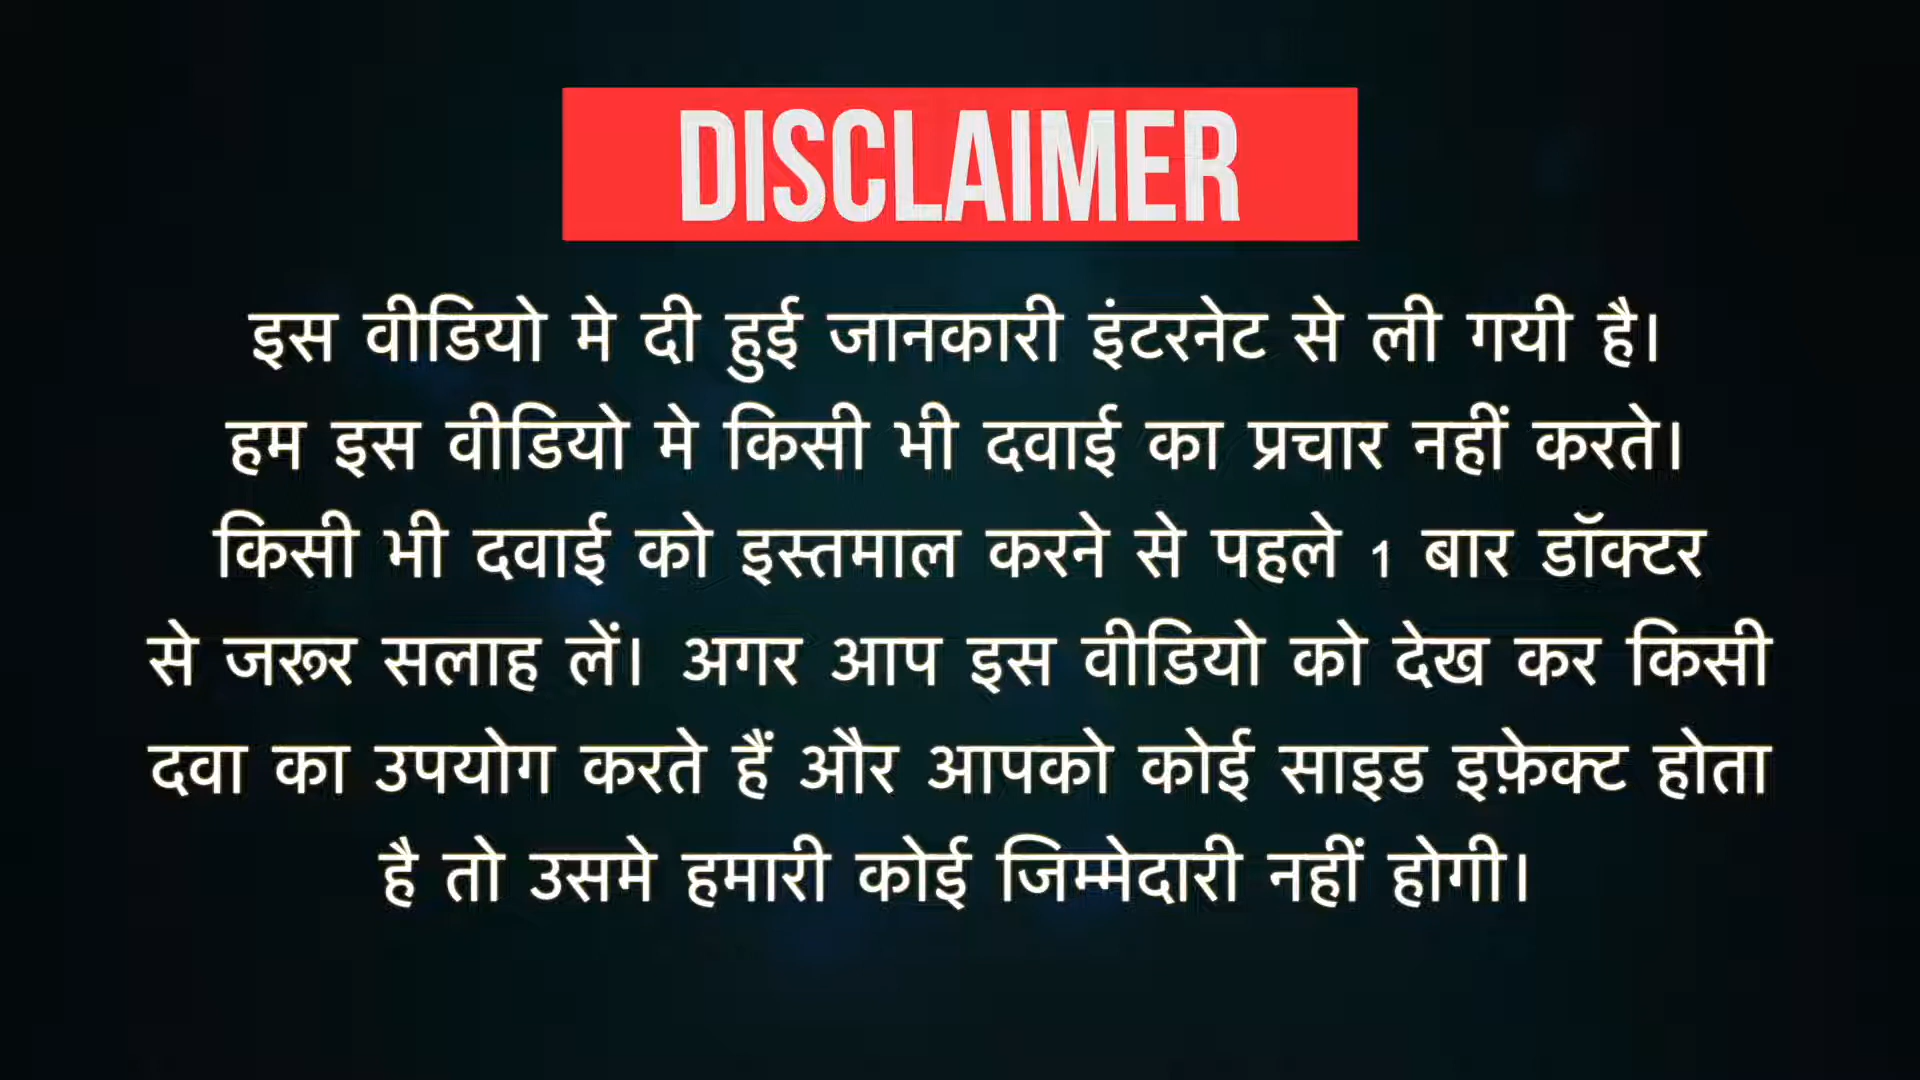 DISCLAIMER
इस वीडियो मे दी हुई जानकारी इंटरनेट से ली गयी है।
हम इस वीडियो मे किसी भी दवाई का प्रचार नहीं करते।
किसी भी दवाई को इस्तमाल करने से पहले 1 बार डॉक्टर
से जरूर सलाह लें। अगर आप इस वीडियो को देख कर किसी
दवा का उपयोग करते हैं और आपको कोई साइड इफ़ेक्ट होता
है तो उसमे हमारी कोई जिम्मेदारी नहीं होगी।